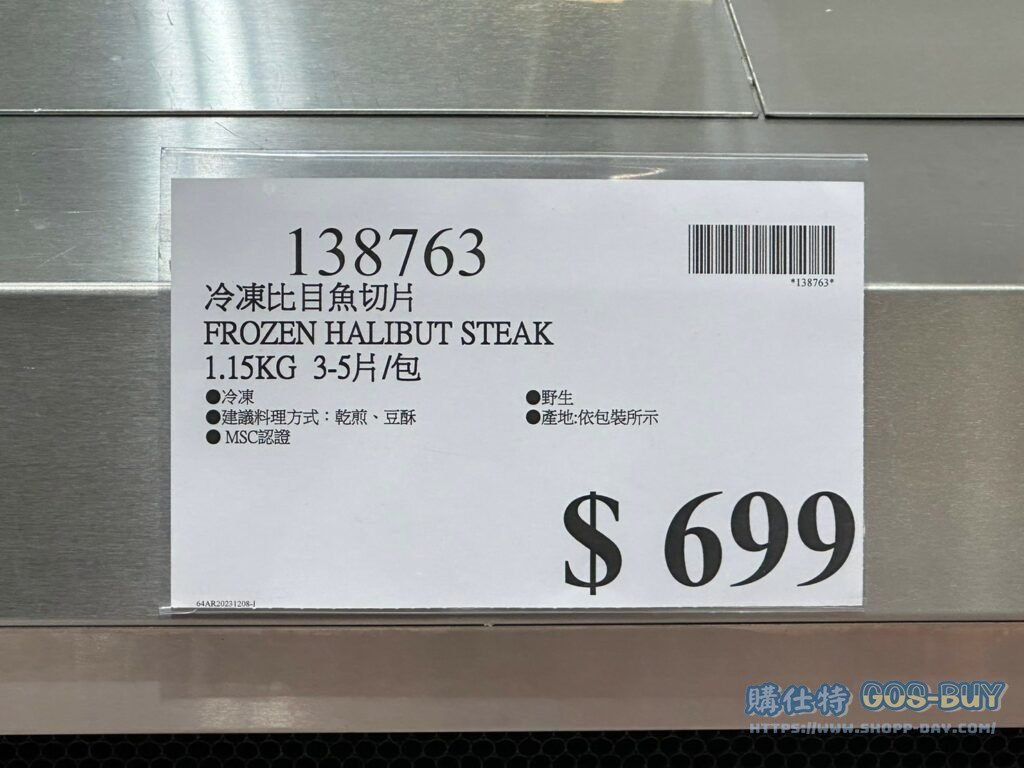 138763
*138763*
冷凍比目魚切片
FROZEN HALIBUT STEAK
1.15KG 3-5片/包
●冷凍
●野生
●建議料理方式：乾煎、豆酥
●產地:依包裝所示
● MSC認證
$ 699
64AR20231208-J
購仕特 GOS-BUY
HTTPS://WWW.SHOPP-DAY.COM/